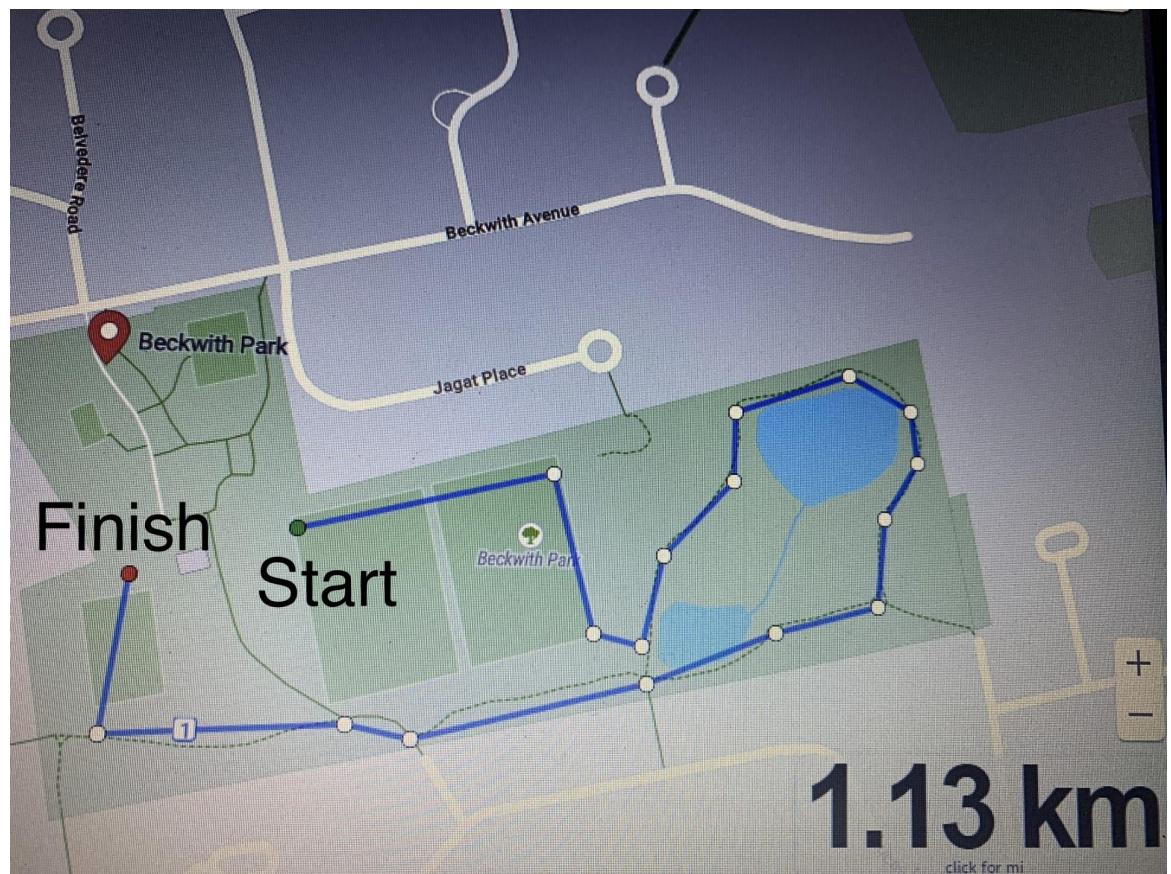 Belvedere Road
Beckwith Avenue
Beckwith Park
Jagat Place
Finish
Start
Beckwith Park
1
+
−
1.13 km
click for mi